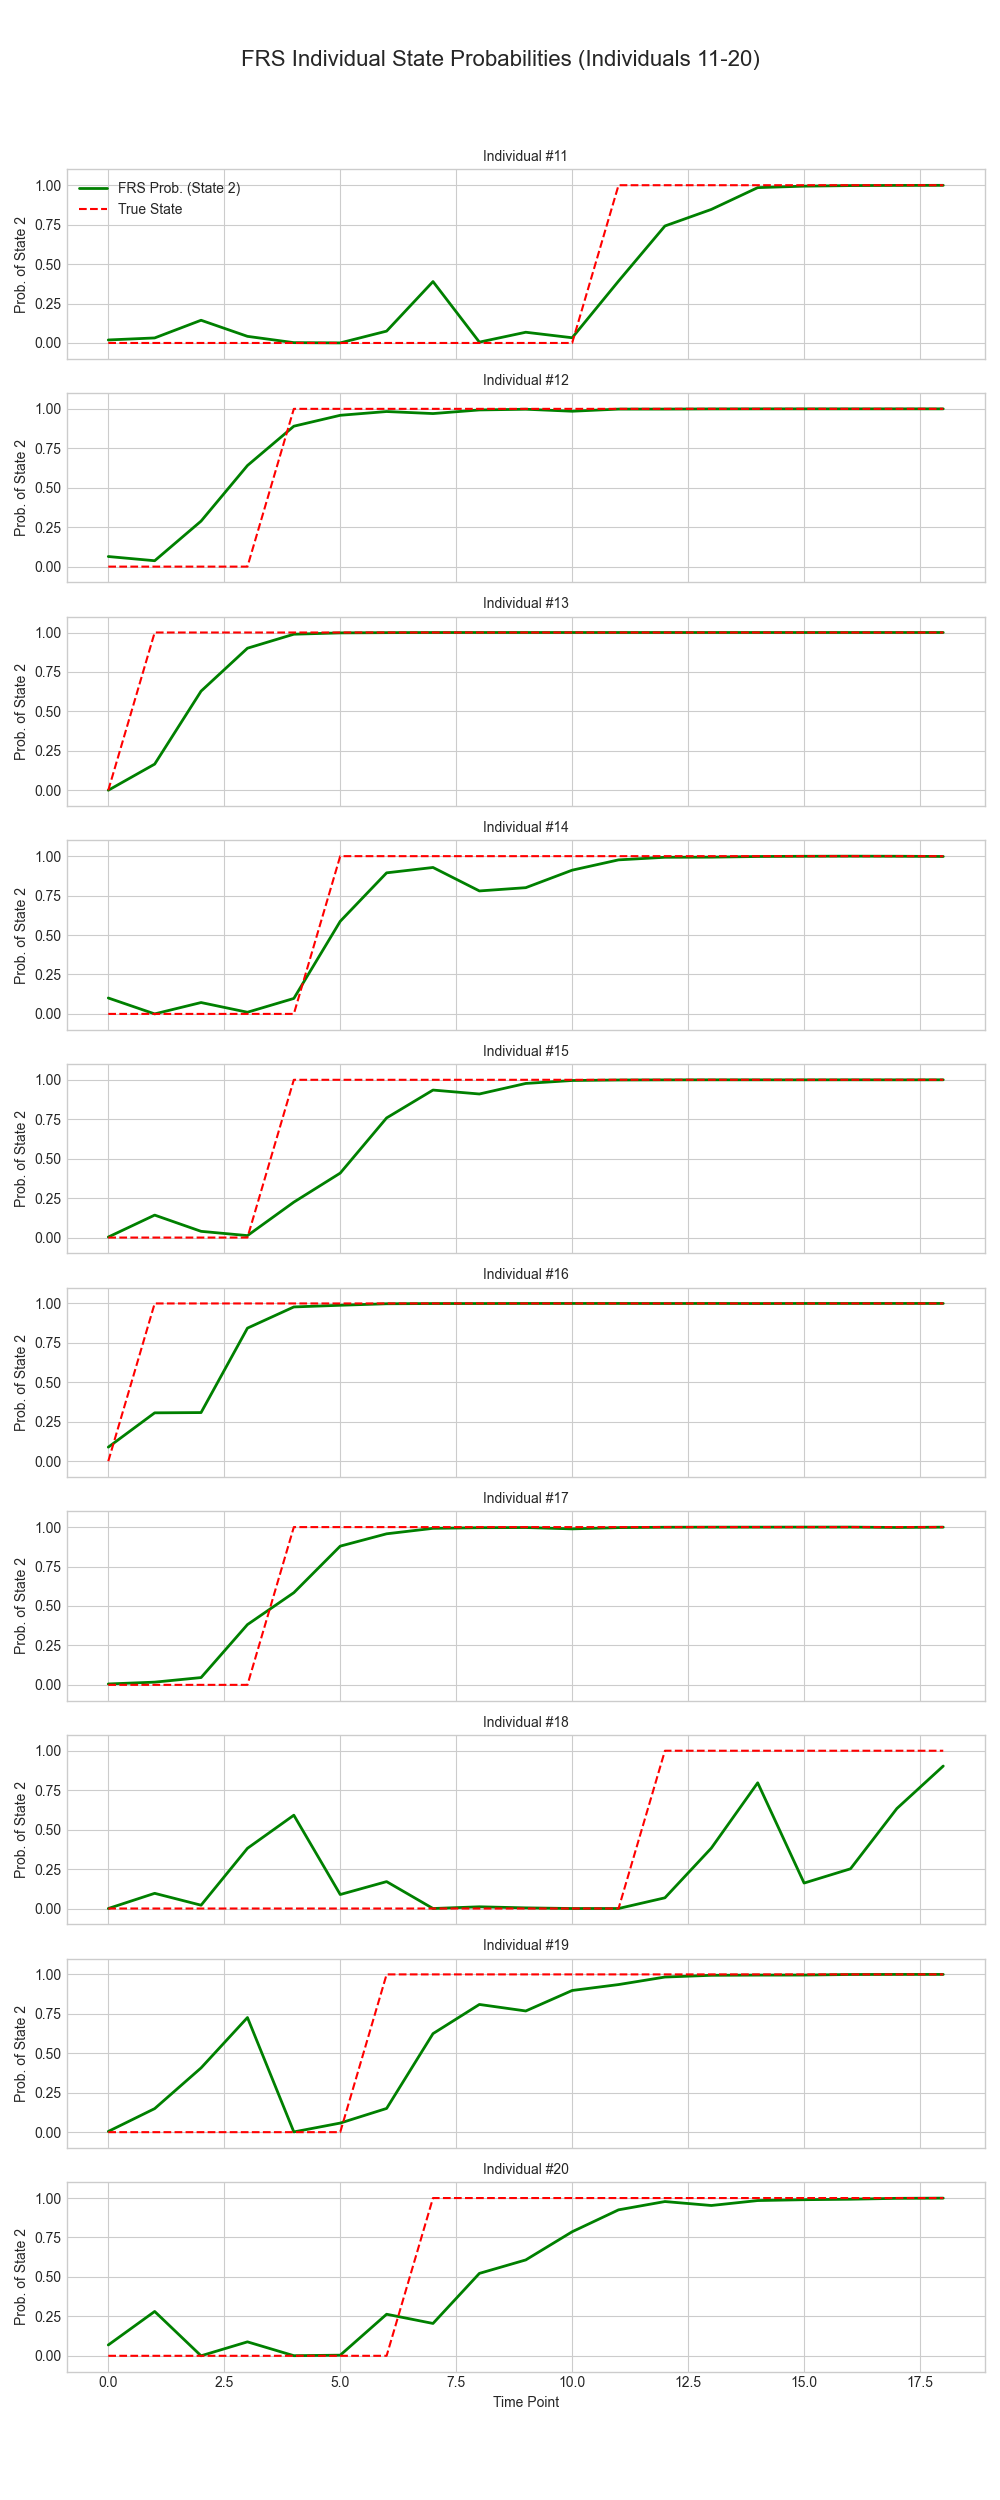 FRS Individual State Probabilities (Individuals 11-20)
Individual #11
1.00
0.75
0.50
0.25
0.00
Prob. of State 2
FRS Prob. (State 2)
True State
Individual #12
1.00
0.75
0.50
0.25
0.00
Prob. of State 2
Individual #13
1.00
0.75
0.50
0.25
0.00
Prob. of State 2
Individual #14
1.00
0.75
0.50
0.25
0.00
Prob. of State 2
Individual #15
1.00
0.75
0.50
0.25
0.00
Prob. of State 2
Individual #16
1.00
0.75
0.50
0.25
0.00
Prob. of State 2
Individual #17
1.00
0.75
0.50
0.25
0.00
Prob. of State 2
Individual #18
1.00
0.75
0.50
0.25
0.00
Prob. of State 2
Individual #19
1.00
0.75
0.50
0.25
0.00
Prob. of State 2
Individual #20
1.00
0.75
0.50
0.25
0.00
Prob. of State 2
0.0 2.5 5.0 7.5 10.0 12.5 15.0 17.5
Time Point